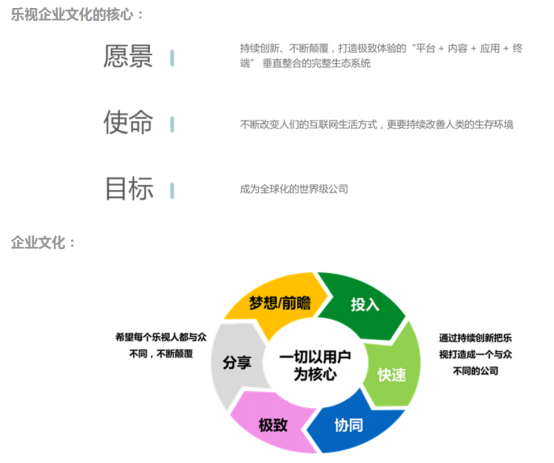 乐视企业文化的核心：
愿景
持续创新、不断颠覆，打造极致体验的“平台 + 内容 + 应用 + 终
端” 垂直整合的完整生态系统
使命
不断改变人们的互联网生活方式，更要持续改善人类的生存环境
目标
成为全球化的世界级公司
企业文化：
梦想/前瞻
投入
希望每个乐视人都与众
不同，不断颠覆
分享
一切以用户
为核心
快速
通过持续创新把乐
视打造成一个与众
不同的公司
极致
协同